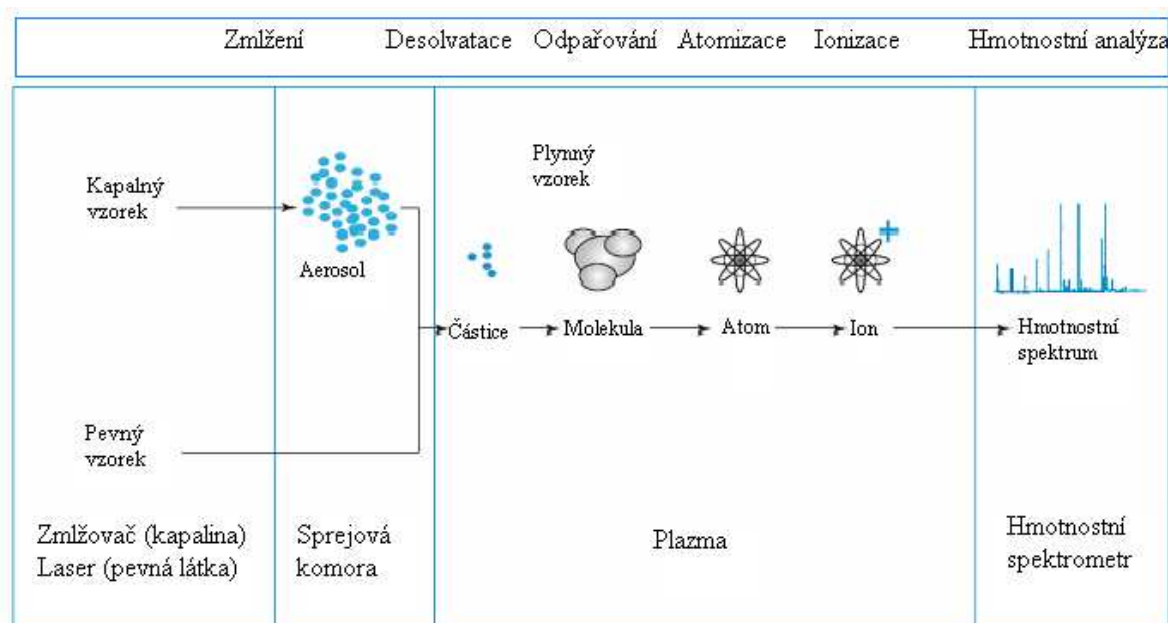 Zmlžení Desolvatace Odpařování Atomizace Ionizace Hmotnostní analýza
Plynný
vzorek
Kapalný
vzorek
Aerosol
Částice Molekula Atom Ion Hmotnostní
spektrum
Pevný
vzorek
Zmlžovač (kapalina)
Laser (pevná látka)
Sprejová
komora
Plazma
Hmotnostní
spektrometr